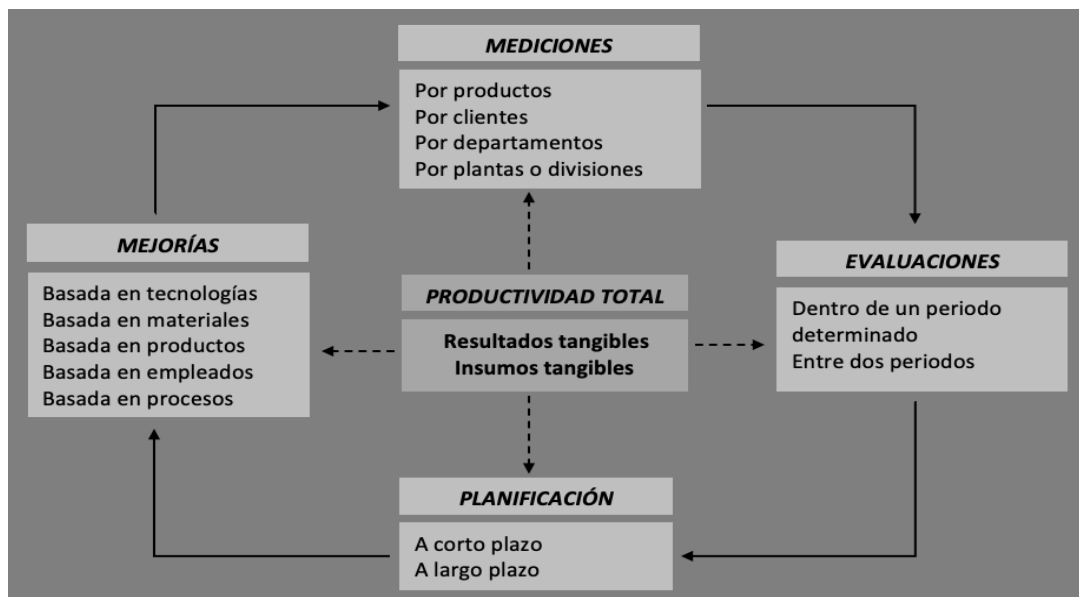 MEDICIONES
Por productos
Por clientes
Por departamentos
Por plantas o divisiones
MEJORÍAS
Basada en tecnologías
Basada en materiales
Basada en productos
Basada en empleados
Basada en procesos
PRODUCTIVIDAD TOTAL
Resultados tangibles
Insumos tangibles
EVALUACIONES
Dentro de un periodo
determinado
Entre dos periodos
PLANIFICACIÓN
A corto plazo
A largo plazo